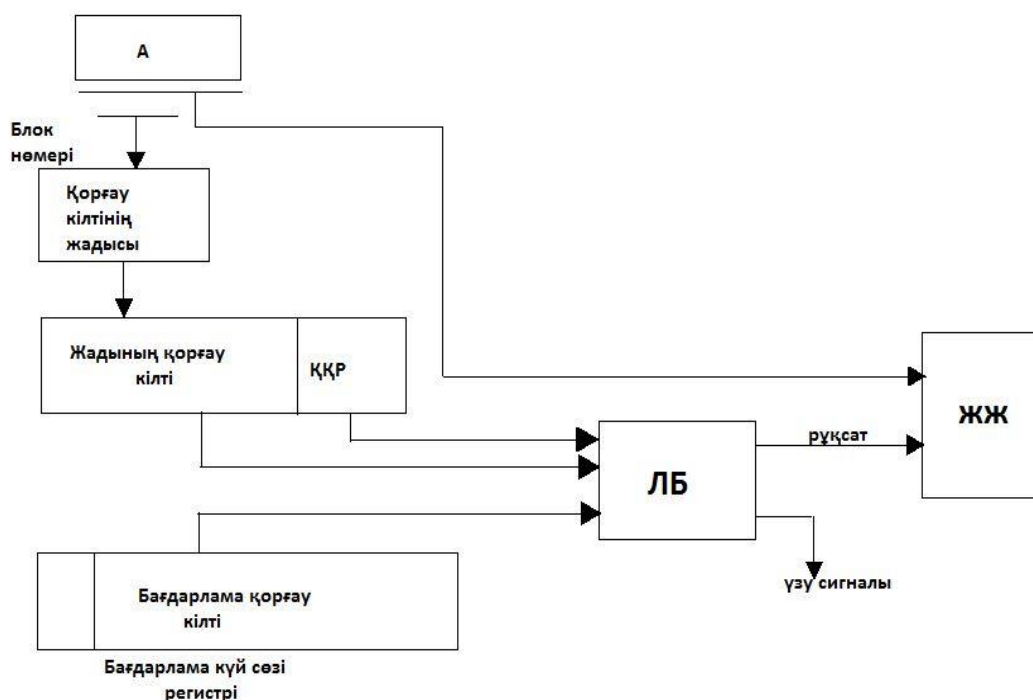 А
Блок
нөмері
Қорғау
кілтінің
жадысы
Жадының қорғау
кілті
ҚҚР
ЛБ
рұқсат
ЖЖ
үзу сигналы
Бағдарлама қорғау
кілті
Бағдарлама күй сөзі
регистрі